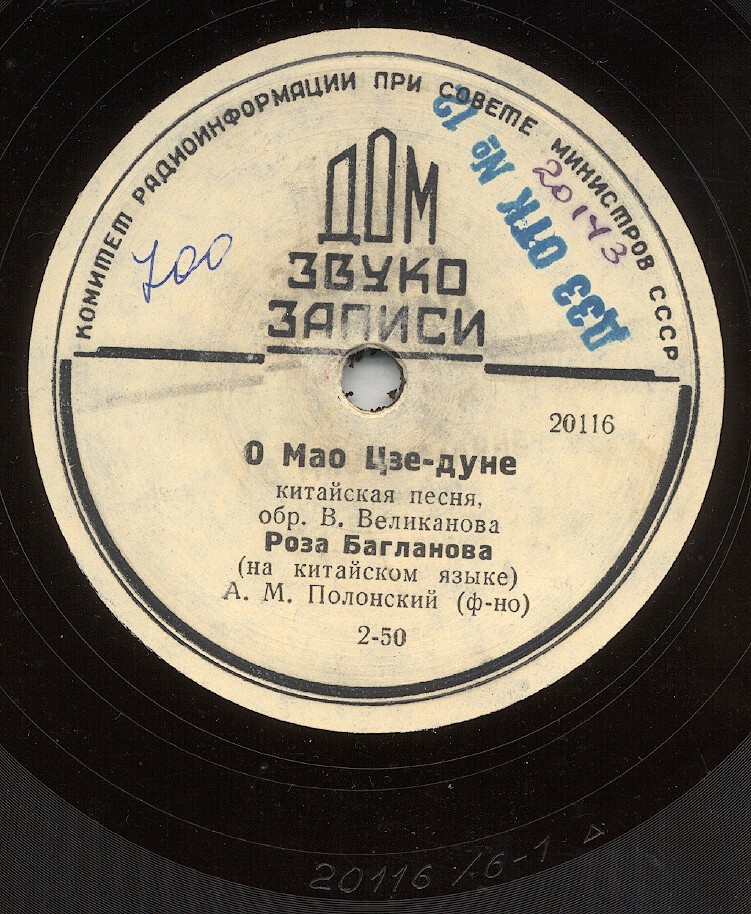 КОМИТЕТ РАДИОИНФОРМАЦИИ ПРИ СОВЕТЕ МИНИСТРОВ СССР
ДОМ
ЗВУКО
ЗАПИСИ
700
ДЗЗ ОТК № 12
20143
20116
О Мао Цзе-дуне
китайская песня,
обр. В. Великанова
Роза Багланова
(на китайском языке)
А. М. Полонский (ф-но)
2-50
20116 /6-1